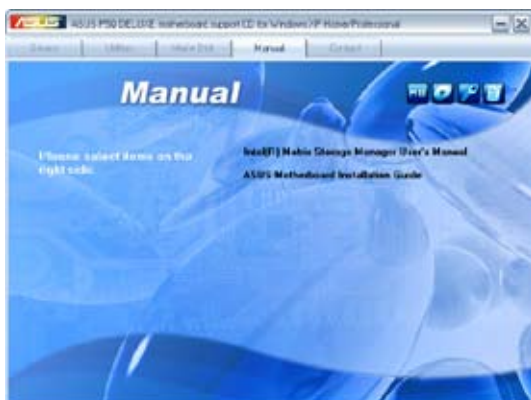 ASUS P5Q DELUXE motherboard support CD for Windows XP Home/Professional
Drivers
Utilities
Make Disk
Manual
Contact
Manual
Please select items on the
right side.
Intel(R) Matrix Storage Manager User's Manual
ASUS Motherboard Installation Guide